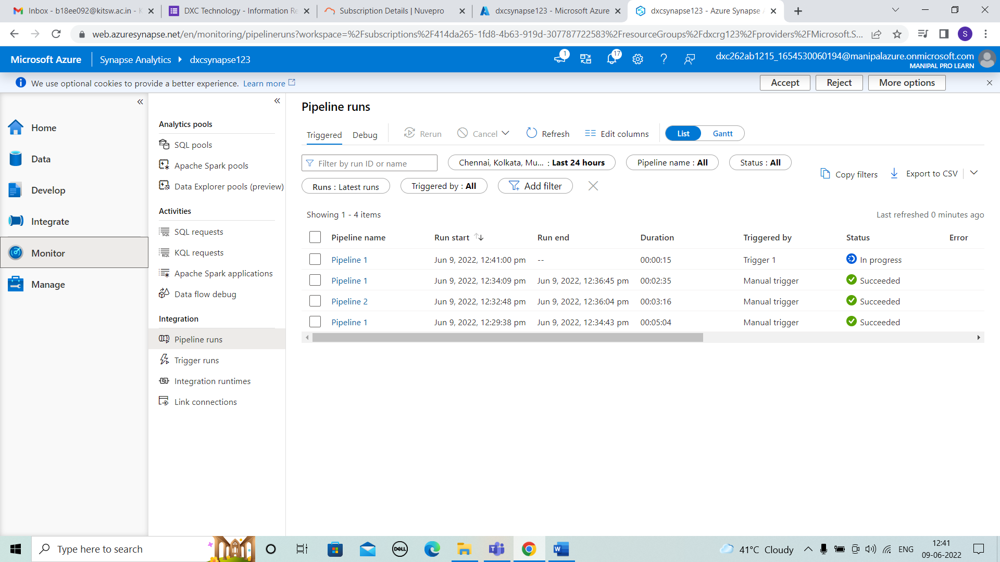 Inbox - b18ee092@kitsw.ac.in - K
DXC Technology - Information Re
Subscription Details | Nuvepro
dxcsynapse123 - Microsoft Azure
dxcsynapse123 - Azure Synapse A
web.azuresynapse.net/en/monitoring/pipelineruns?workspace=%2Fsubscriptions%2F414da265-1fd8-4b63-919d-307787722583%2FresourceGroups%2Fdxcrg123%2Fproviders%2FMicrosoft.S...
S
Microsoft Azure
Synapse Analytics
dxcsynapse123
1
17
dxc262ab1215_1654530060194@manipalazure.onmicrosoft.com
MANIPAL PRO LEARN
We use optional cookies to provide a better experience. Learn more
Accept
Reject
More options
Home
Data
Develop
Integrate
Monitor
Manage
Analytics pools
SQL pools
Apache Spark pools
Data Explorer pools (preview)
Activities
SQL requests
KQL requests
Apache Spark applications
Data flow debug
Integration
Pipeline runs
Trigger runs
Integration runtimes
Link connections
Pipeline runs
Triggered
Debug
Rerun
Cancel
Refresh
Edit columns
List
Gantt
Filter by run ID or name
Chennai, Kolkata, Mu... : Last 24 hours
Pipeline name : All
Status : All
Runs : Latest runs
Triggered by : All
Add filter
Copy filters
Export to CSV
Showing 1 - 4 items
Last refreshed 0 minutes ago
Pipeline name Run start Run end Duration Triggered by Status Error
Pipeline 1 Jun 9, 2022, 12:41:00 pm -- 00:00:15 Trigger 1 In progress
Pipeline 1 Jun 9, 2022, 12:34:09 pm Jun 9, 2022, 12:36:45 pm 00:02:35 Manual trigger Succeeded
Pipeline 2 Jun 9, 2022, 12:32:48 pm Jun 9, 2022, 12:36:04 pm 00:03:16 Manual trigger Succeeded
Pipeline 1 Jun 9, 2022, 12:29:38 pm Jun 9, 2022, 12:34:43 pm 00:05:04 Manual trigger Succeeded
Type here to search
DELL
41°C Cloudy
ENG
12:41
09-06-2022